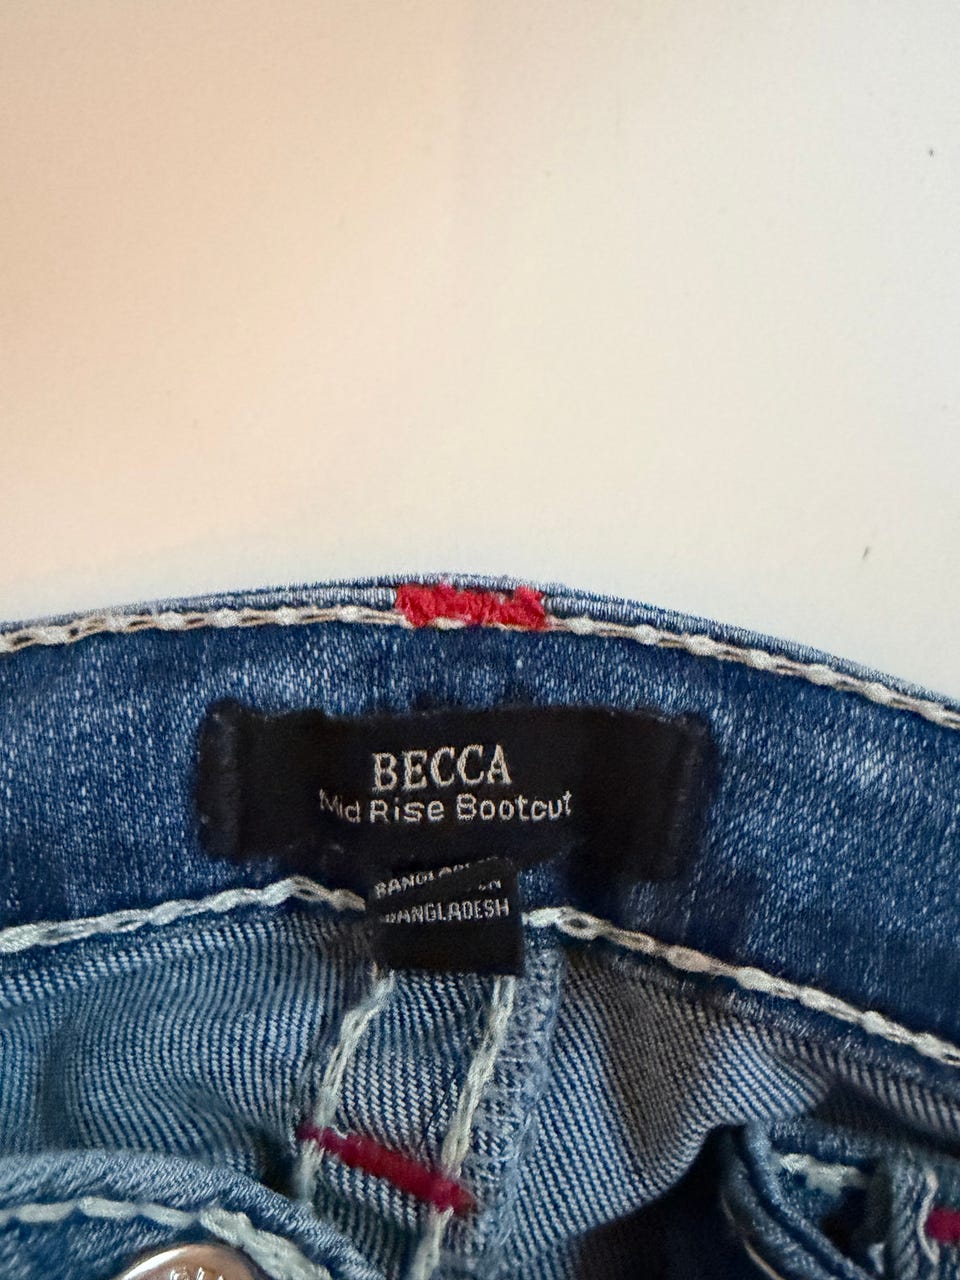 BECCA
Mid Rise Bootcut
BANGLADESH